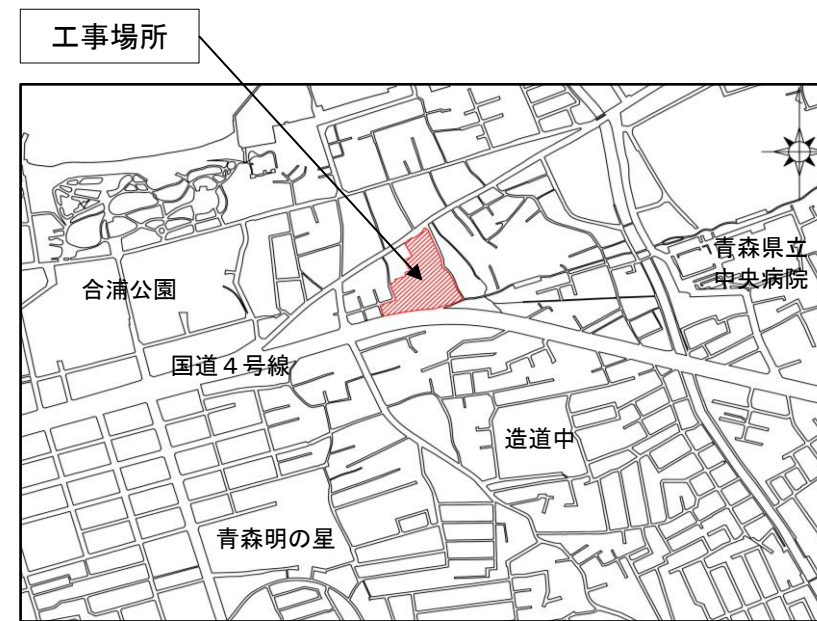 工事場所
青森県立
中央病院
合浦公園
国道４号線
造道中
青森明の星